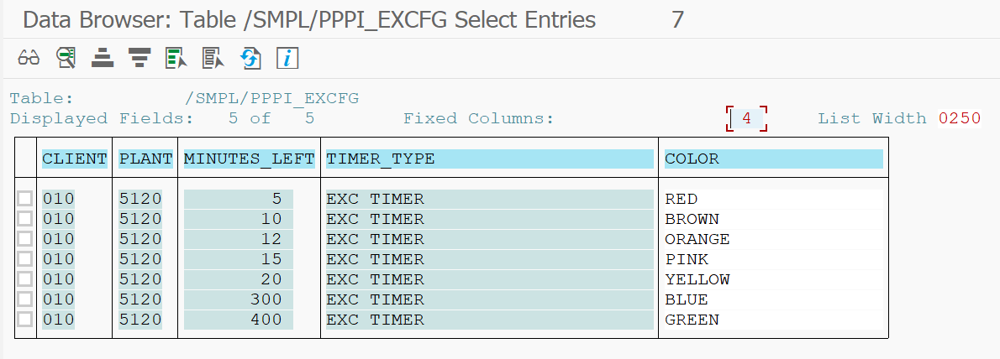 Data Browser: Table /SMPL/PPPI_EXCFG Select Entries 7
Table: /SMPL/PPPI_EXCFG
Displayed Fields: 5 of 5 Fixed Columns: 4 List Width 0250
CLIENT PLANT MINUTES_LEFT TIMER_TYPE COLOR
010 5120 5 EXC TIMER RED
010 5120 10 EXC TIMER BROWN
010 5120 12 EXC TIMER ORANGE
010 5120 15 EXC TIMER PINK
010 5120 20 EXC TIMER YELLOW
010 5120 300 EXC TIMER BLUE
010 5120 400 EXC TIMER GREEN